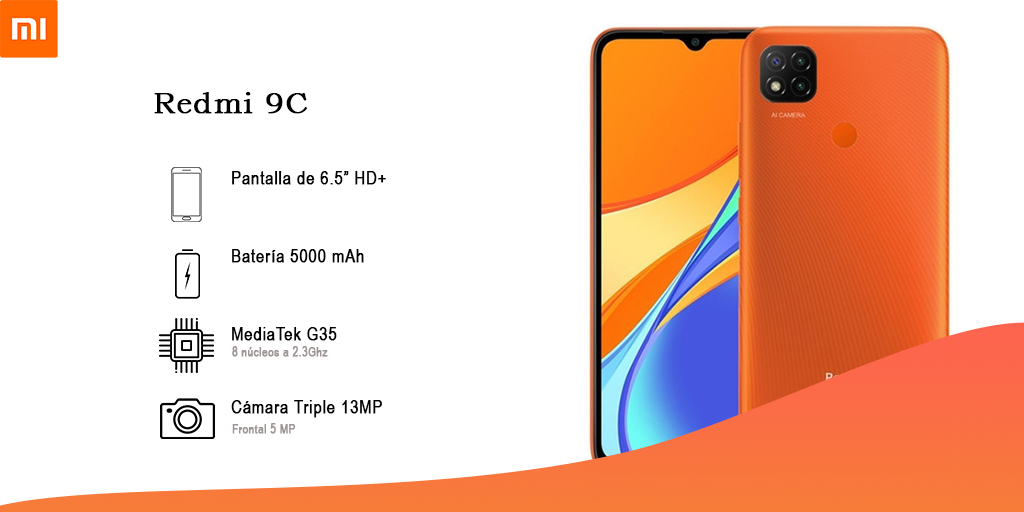 mi
Redmi 9C
Pantalla de 6.5” HD+
Batería 5000 mAh
MediaTek G35
8 núcleos a 2.3Ghz
Cámara Triple 13MP
Frontal 5 MP
AI CAMERA